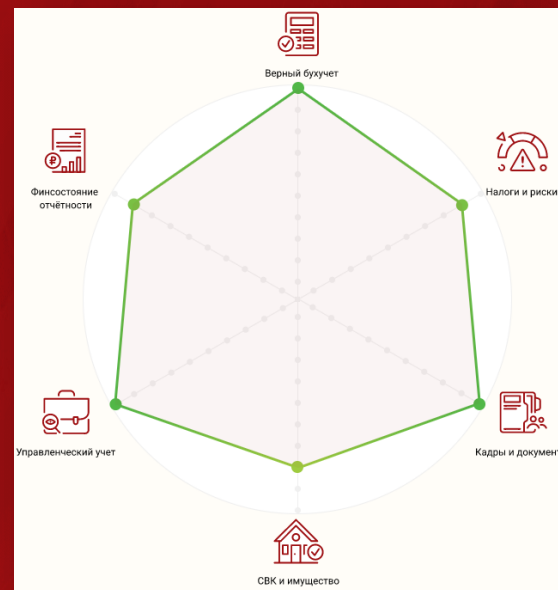 Верный бухучет
Финсостояние
отчётности
Налоги и риски
Управленческий учет
Кадры и документ
СВК и имущество